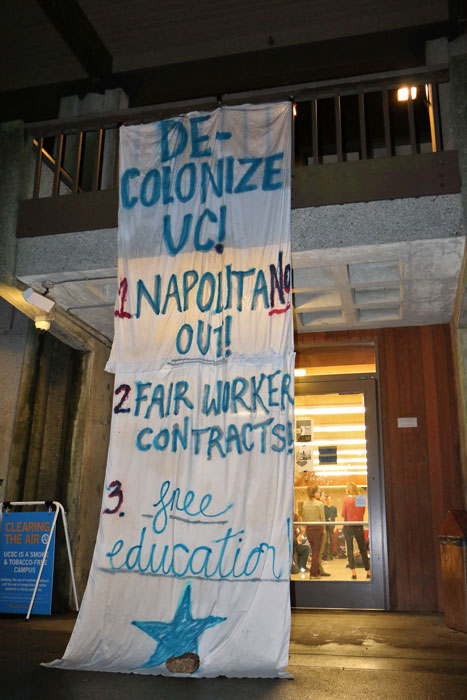 DE-
COLONIZE
UC!
1 NAPOLITANO
OUT!
2 FAIR WORKER
CONTRACTS!
3. free
education!
CLEARING
THE AIR
UCSC IS A SMOKE
& TOBACCO-FREE
CAMPUS